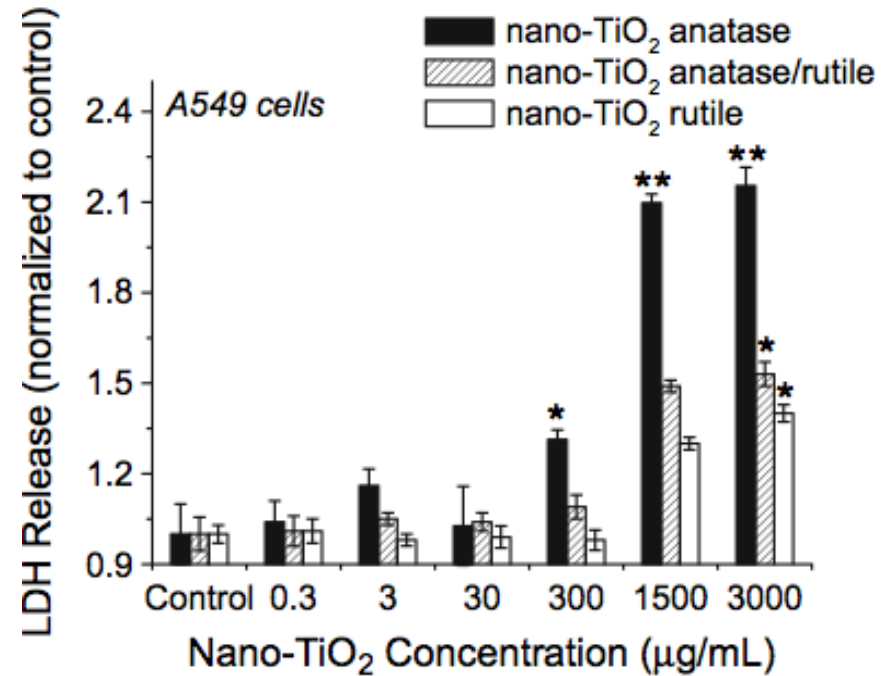 nano-TiO₂ anatase
nano-TiO₂ anatase/rutile
nano-TiO₂ rutile
A549 cells
LDH Release (normalized to control)
2.4
2.1
1.8
1.5
1.2
0.9
**
**
*
*
*
Control 0.3 3 30 300 1500 3000
Nano-TiO₂ Concentration (μg/mL)